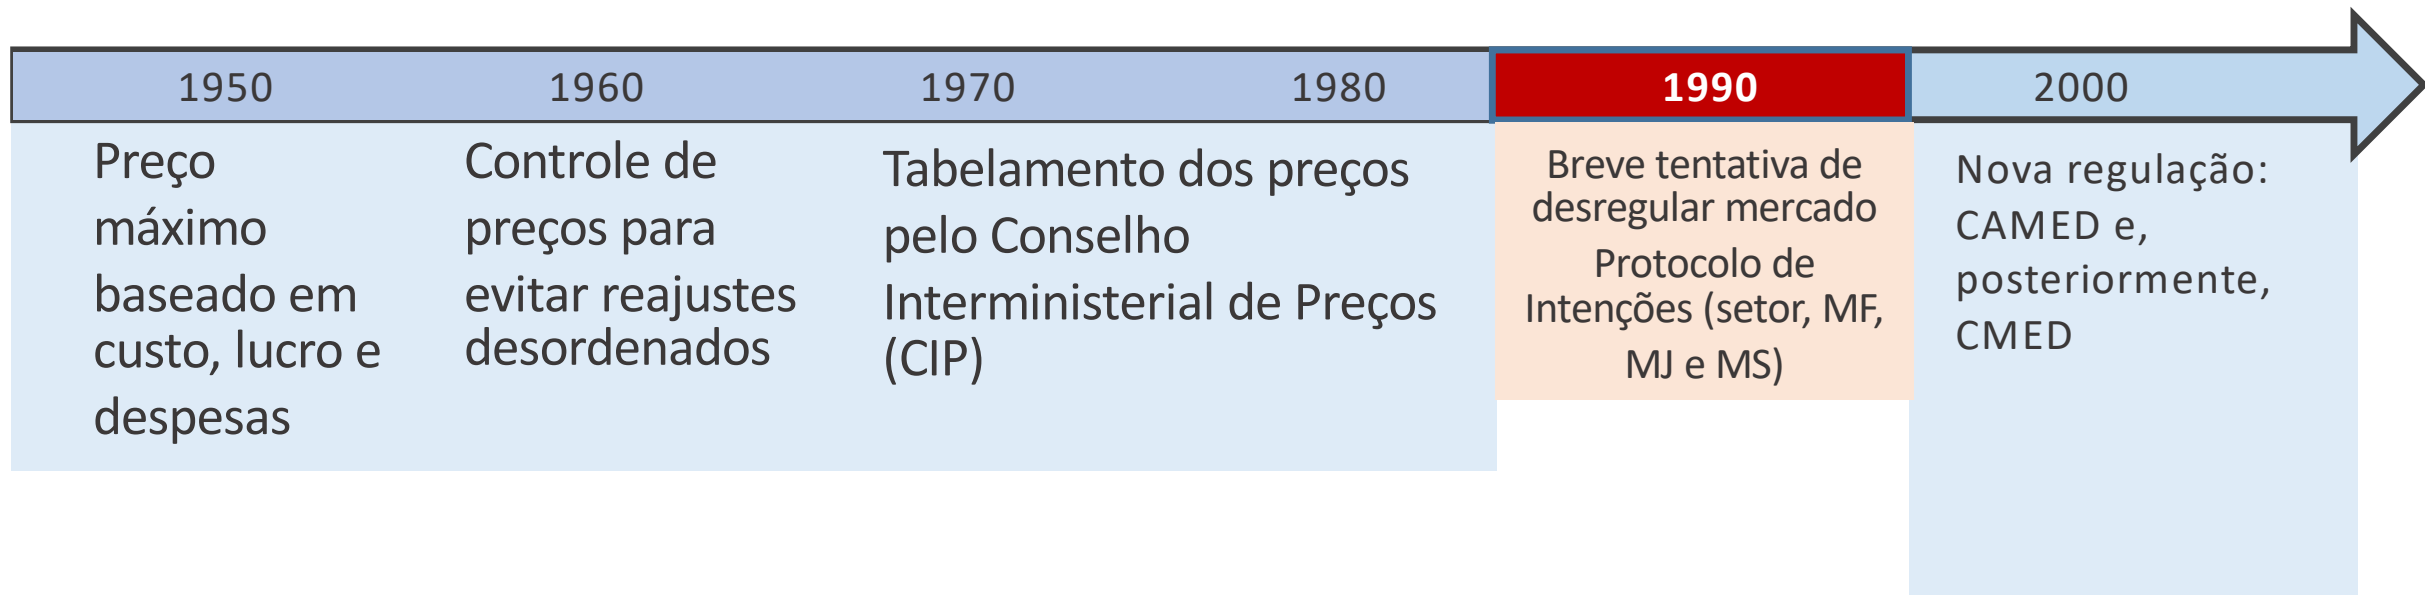 1950 1960 1970 1980 1990 2000
Preço
máximo
baseado em
custo, lucro e
despesas
Controle de
preços para
evitar reajustes
desordenados
Tabelamento dos preços
pelo Conselho
Interministerial de Preços
(CIP)
Breve tentativa de
desregular mercado
Protocolo de
Intenções (setor, MF,
MJ e MS)
Nova regulação:
CAMED e,
posteriormente,
CMED